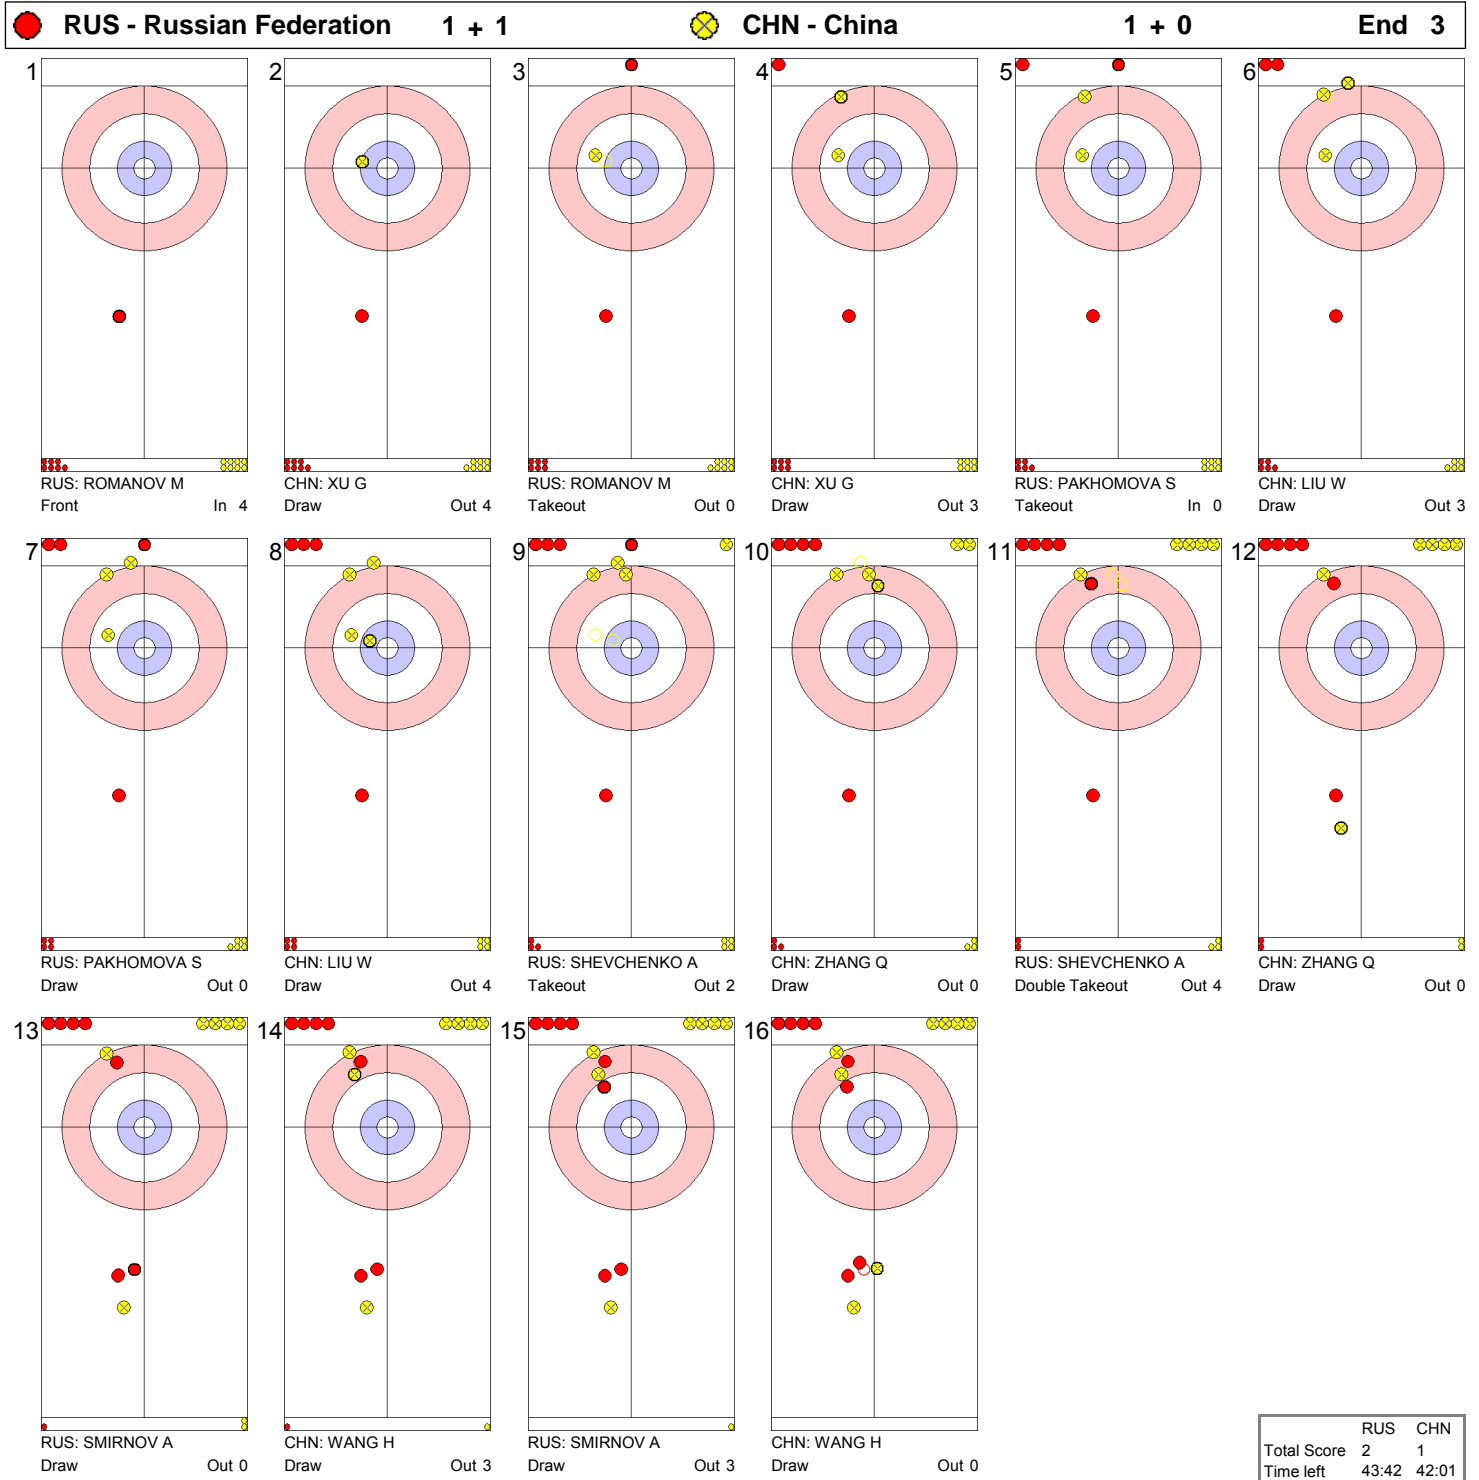 RUS - Russian Federation 1 + 1 CHN - China 1 + 0 End 3
1 2 3 4 5 6
RUS: ROMANOV M CHN: XU G RUS: ROMANOV M CHN: XU G RUS: PAKHOMOVA S CHN: LIU W
Front In 4 Draw Out 4 Takeout Out 0 Draw Out 3 Takeout In 0 Draw Out 3
7 8 9 10 11 12
RUS: PAKHOMOVA S CHN: LIU W RUS: SHEVCHENKO A CHN: ZHANG Q RUS: SHEVCHENKO A CHN: ZHANG Q
Draw Out 0 Draw Out 4 Takeout Out 2 Draw Out 0 Double Takeout Out 4 Draw Out 0
13 14 15 16
RUS: SMIRNOV A CHN: WANG H RUS: SMIRNOV A CHN: WANG H
Draw Out 0 Draw Out 3 Draw Out 3 Draw Out 0
RUS CHN
Total Score 2 1
Time left 43:42 42:01